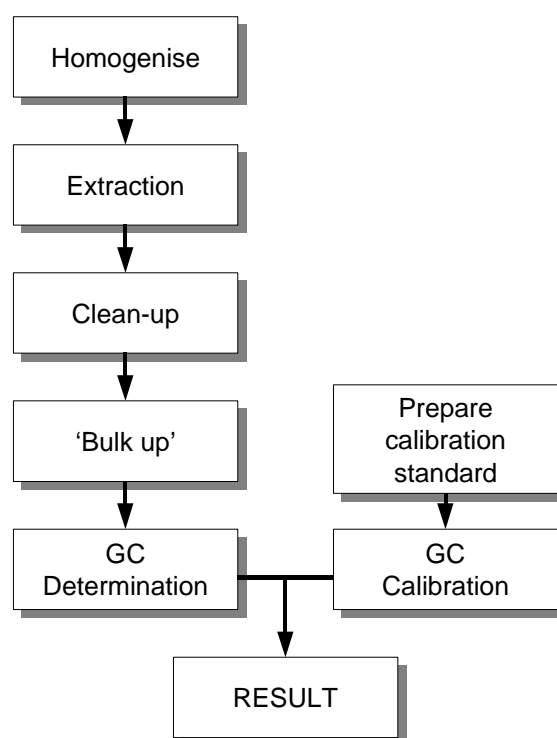 Homogenise
Extraction
Clean-up
‘Bulk up’
Prepare
calibration
standard
GC
Determination
GC
Calibration
RESULT